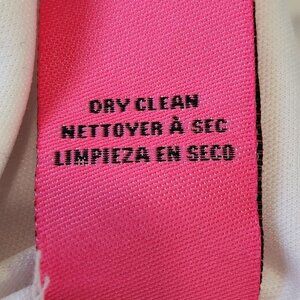 DRY CLEAN
NETTOYER À SEC
LIMPIEZA EN SECO